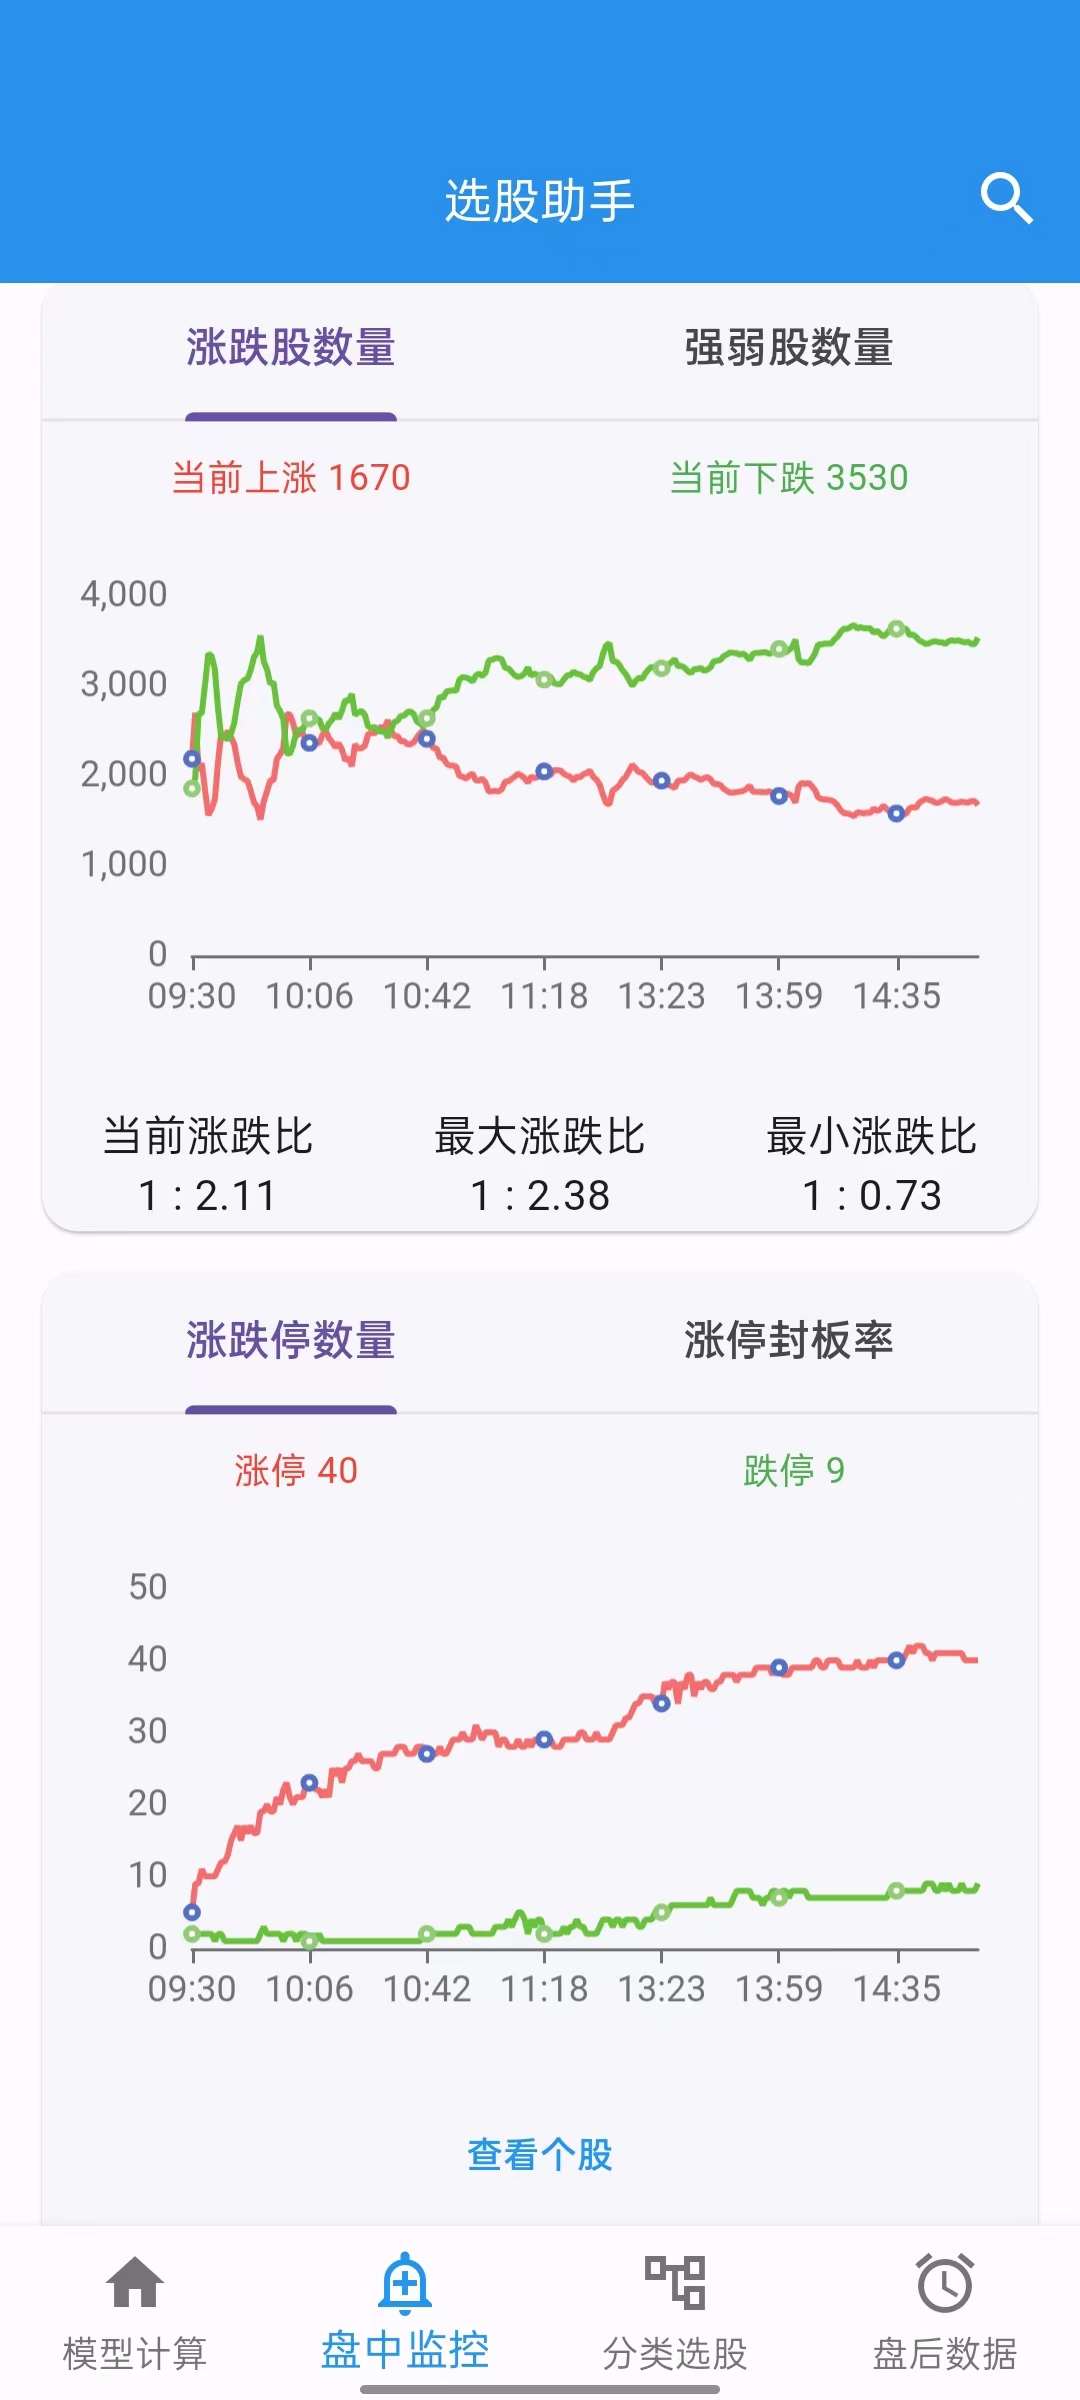 选股助手
涨跌股数量 强弱股数量
当前上涨 1670 当前下跌 3530
4,000
3,000
2,000
1,000
0
09:30 10:06 10:42 11:18 13:23 13:59 14:35
当前涨跌比 最大涨跌比 最小涨跌比
1 : 2.11 1 : 2.38 1 : 0.73
涨跌停数量 涨停封板率
涨停 40 跌停 9
50
40
30
20
10
0
09:30 10:06 10:42 11:18 13:23 13:59 14:35
查看个股
模型计算 盘中监控 分类选股 盘后数据